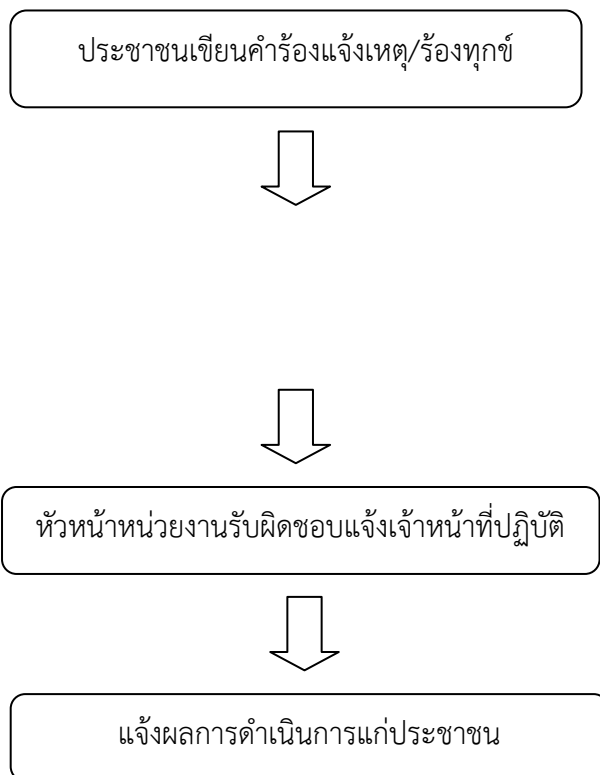 ประชาชนเขียนคำร้องแจ้งเหตุ/ร้องทุกข์
หัวหน้าหน่วยงานรับผิดชอบแจ้งเจ้าหน้าที่ปฏิบัติ
แจ้งผลการดำเนินการแก่ประชาชน